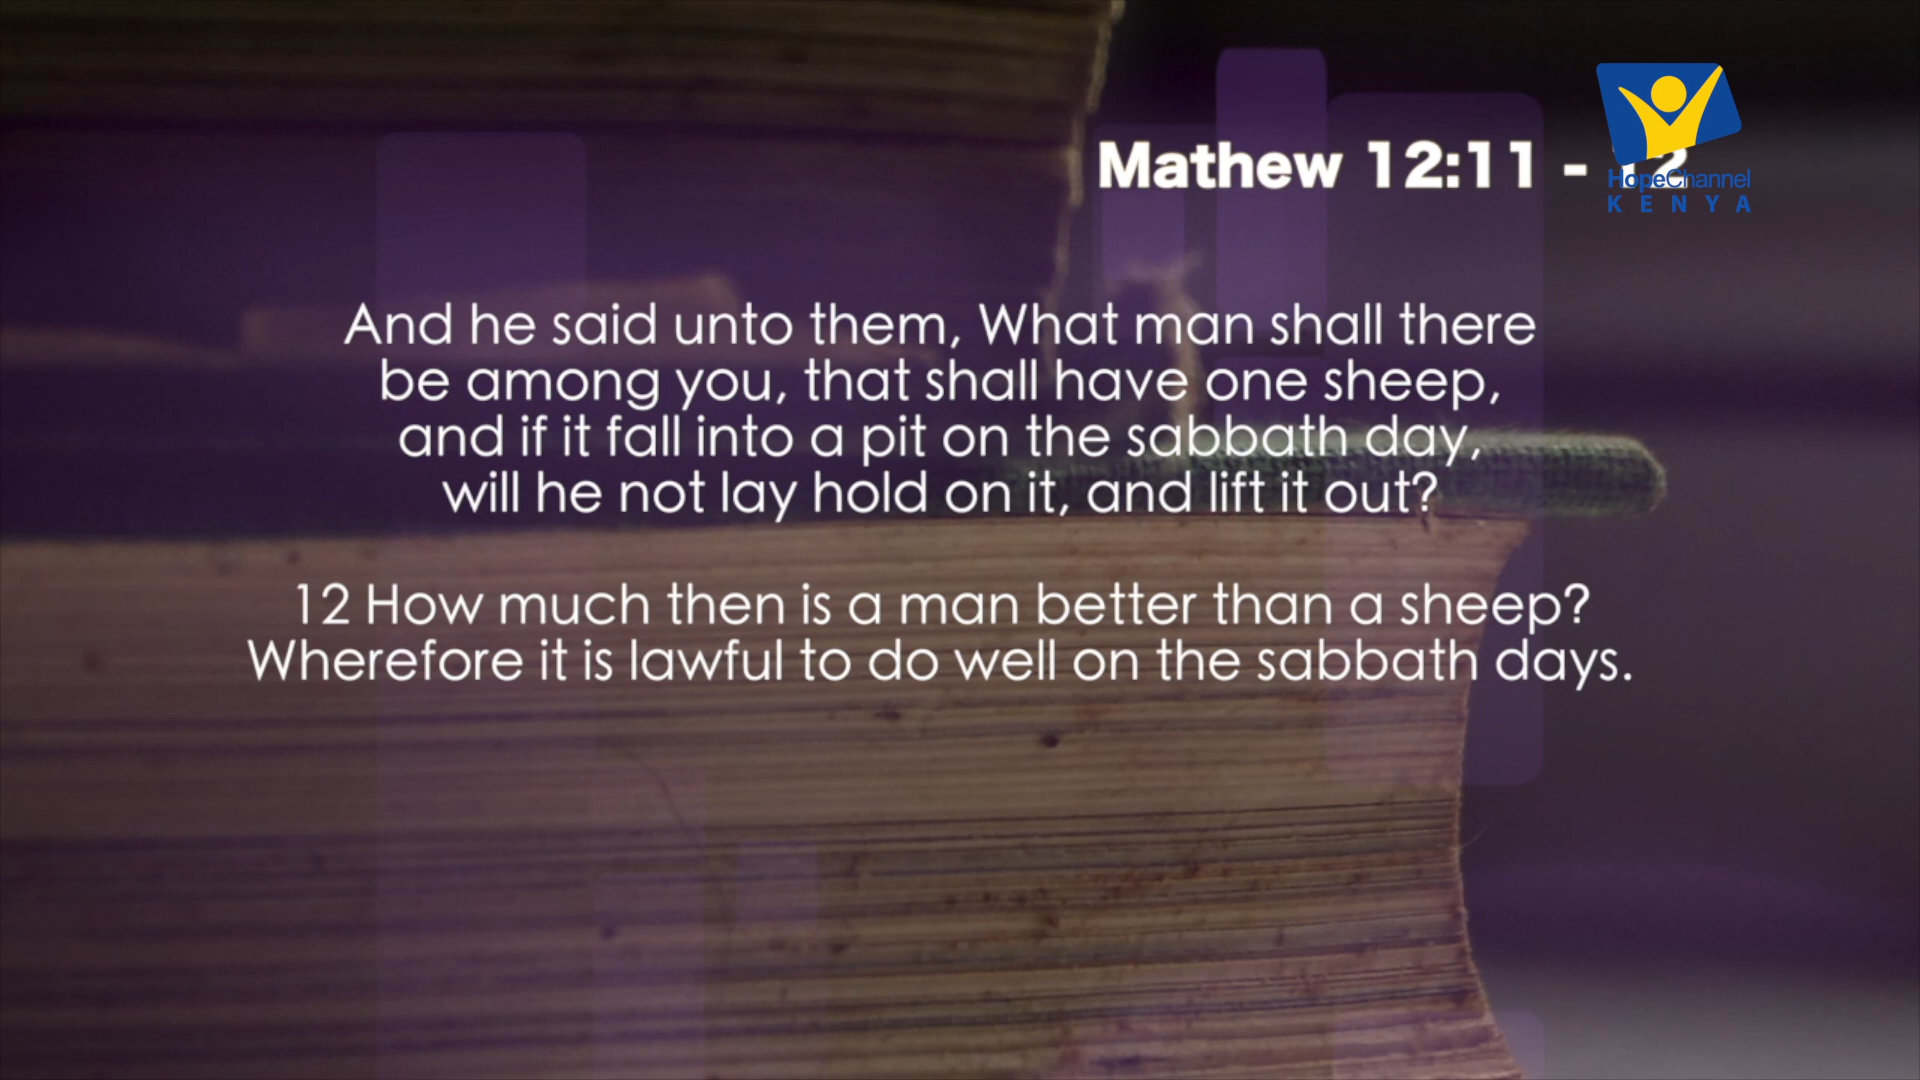 Mathew 12:11 - 12
HopeChannel
KENYA
And he said unto them, What man shall there
be among you, that shall have one sheep,
and if it fall into a pit on the sabbath day,
will he not lay hold on it, and lift it out?
12 How much then is a man better than a sheep?
Wherefore it is lawful to do well on the sabbath days.